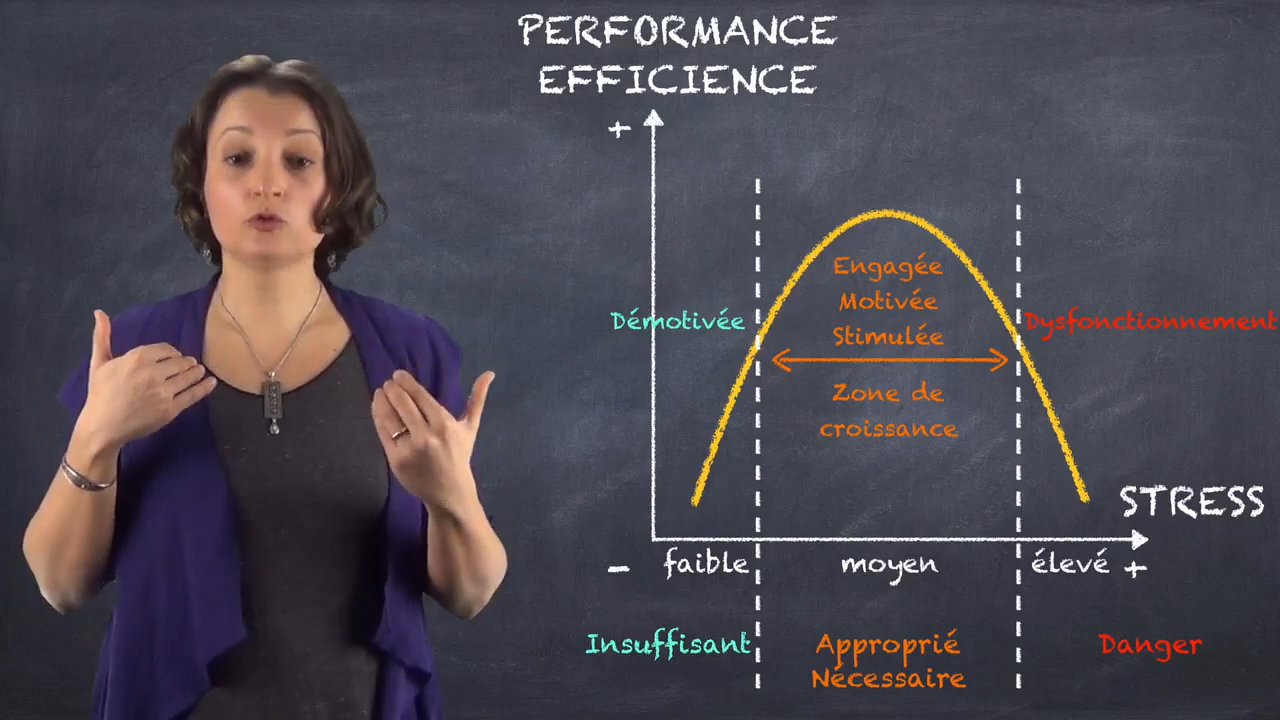 PERFORMANCE
EFFICIENCE
+
Engagée
Motivée
Stimulée
Démotivée
Dysfonctionnement
Zone de
croissance
STRESS
- faible moyen élevé +
Insuffisant
Approprié
Nécessaire
Danger